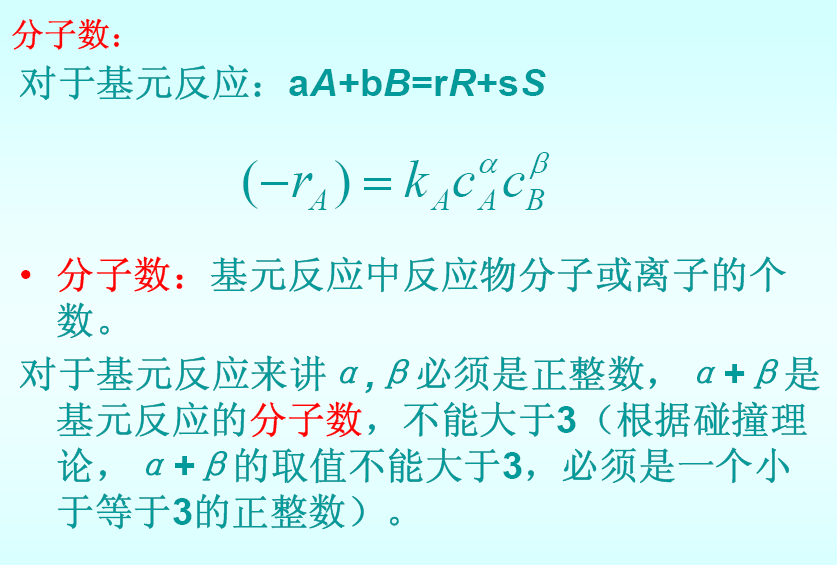 分子数:
对于基元反应：aA+bB=rR+sS
(−r_A) = k_A c_A^α c_B^β
• 分子数：基元反应中反应物分子或离子的个
数。
对于基元反应来讲α,β必须是正整数，α+β是
基元反应的分子数，不能大于3（根据碰撞理
论，α+β的取值不能大于3，必须是一个小
于等于3的正整数）。